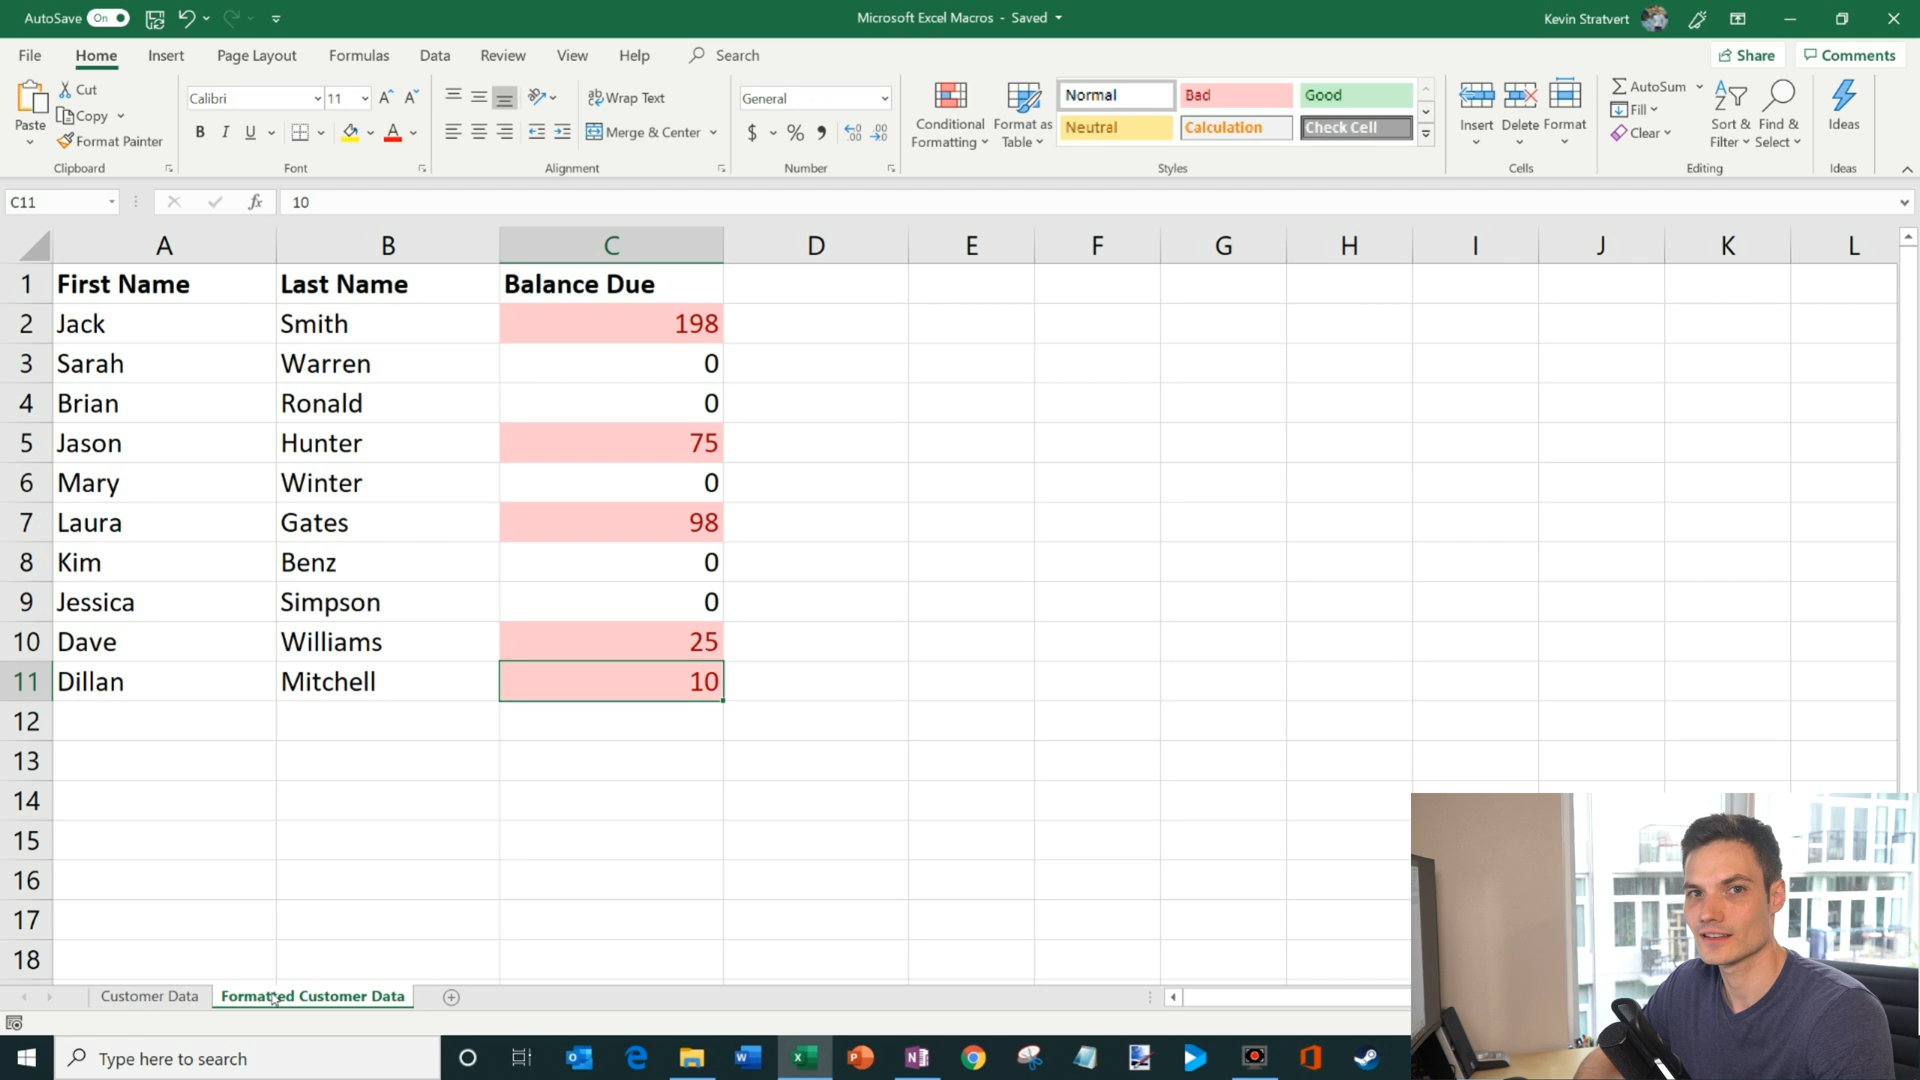 AutoSave On Microsoft Excel Macros - Saved Kevin Stratvert
File Home Insert Page Layout Formulas Data Review View Help Search Share Comments
Paste Cut Copy Format Painter Clipboard
Calibri 11 B I U A Font
Wrap Text Merge & Center Alignment
General $ % , Number
Conditional Formatting Format as Table Normal Bad Good Neutral Calculation Check Cell Styles
Insert Delete Format Cells
AutoSum Fill Clear Sort & Filter Find & Select Editing
Ideas Ideas
C11 fx 10
A B C D E F G H I J K L
1 First Name Last Name Balance Due
2 Jack Smith 198
3 Sarah Warren 0
4 Brian Ronald 0
5 Jason Hunter 75
6 Mary Winter 0
7 Laura Gates 98
8 Kim Benz 0
9 Jessica Simpson 0
10 Dave Williams 25
11 Dillan Mitchell 10
12
13
14
15
16
17
18
Customer Data Formatted Customer Data
Type here to search